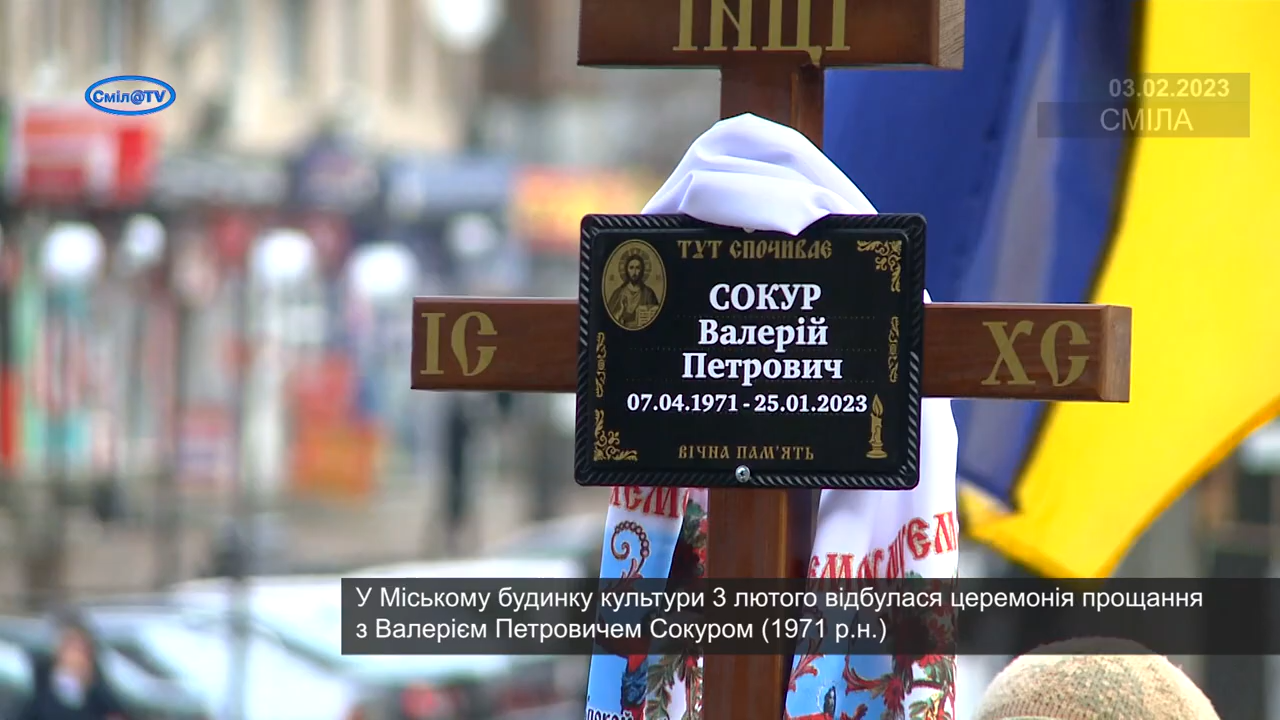 ІНЦІ
Сміл@TV
03.02.2023
СМІЛА
ТУТ СПОЧИВАЄ
СОКУР
Валерій
Петрович
07.04.1971 - 25.01.2023
ВІЧНА ПАМ'ЯТЬ
ІС
ХС
У Міському будинку культури 3 лютого відбулася церемонія прощання
з Валерієм Петровичем Сокуром (1971 р.н.)